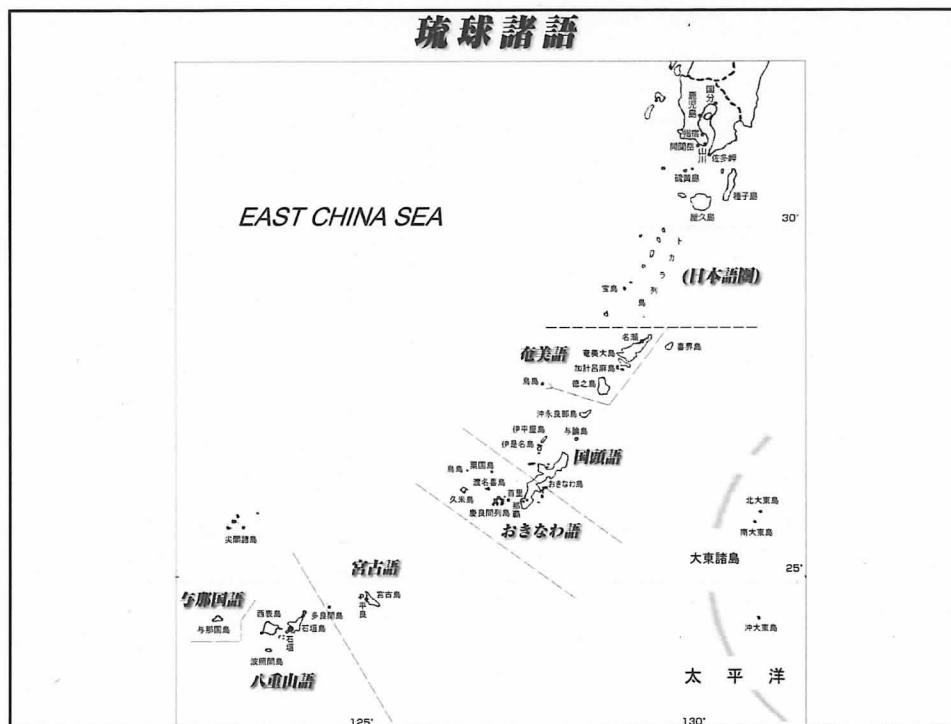 琉球諸語
国分
鹿児島
指宿
開聞岳
山川
佐多岬
硫黄島
種子島
屋久島
EAST CHINA SEA
30°
トカラ列島
(日本語圏)
宝島
名瀬
喜界島
奄美語
奄美大島
加計呂麻島
鳥島
徳之島
沖永良部島
伊平屋島
与論島
伊是名島
国頭語
鳥島
粟国島
おきなわ島
渡名喜島
首里
久米島
那覇
慶良間列島
おきなわ語
北大東島
南大東島
尖閣諸島
大東諸島
25°
宮古語
宮古島
平良
与那国語
西表島
多良間島
与那国島
石垣島
石垣
沖大東島
波照間島
八重山語
太平洋
125°
130°